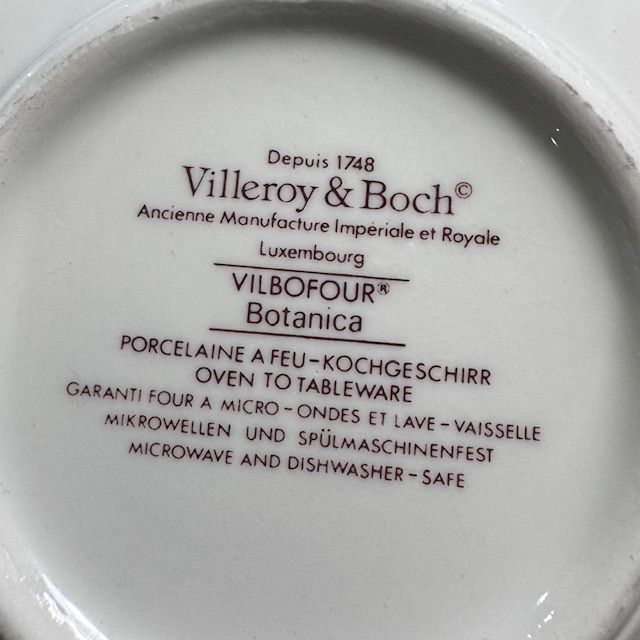 Depuis 1748
Villeroy & Boch©
Ancienne Manufacture Impériale et Royale
Luxembourg
VILBOFOUR®
Botanica
PORCELAINE A FEU-KOCHGESCHIRR
OVEN TO TABLEWARE
GARANTI FOUR A MICRO-ONDES ET LAVE-VAISSELLE
MIKROWELLEN UND SPÜLMASCHINENFEST
MICROWAVE AND DISHWASHER-SAFE